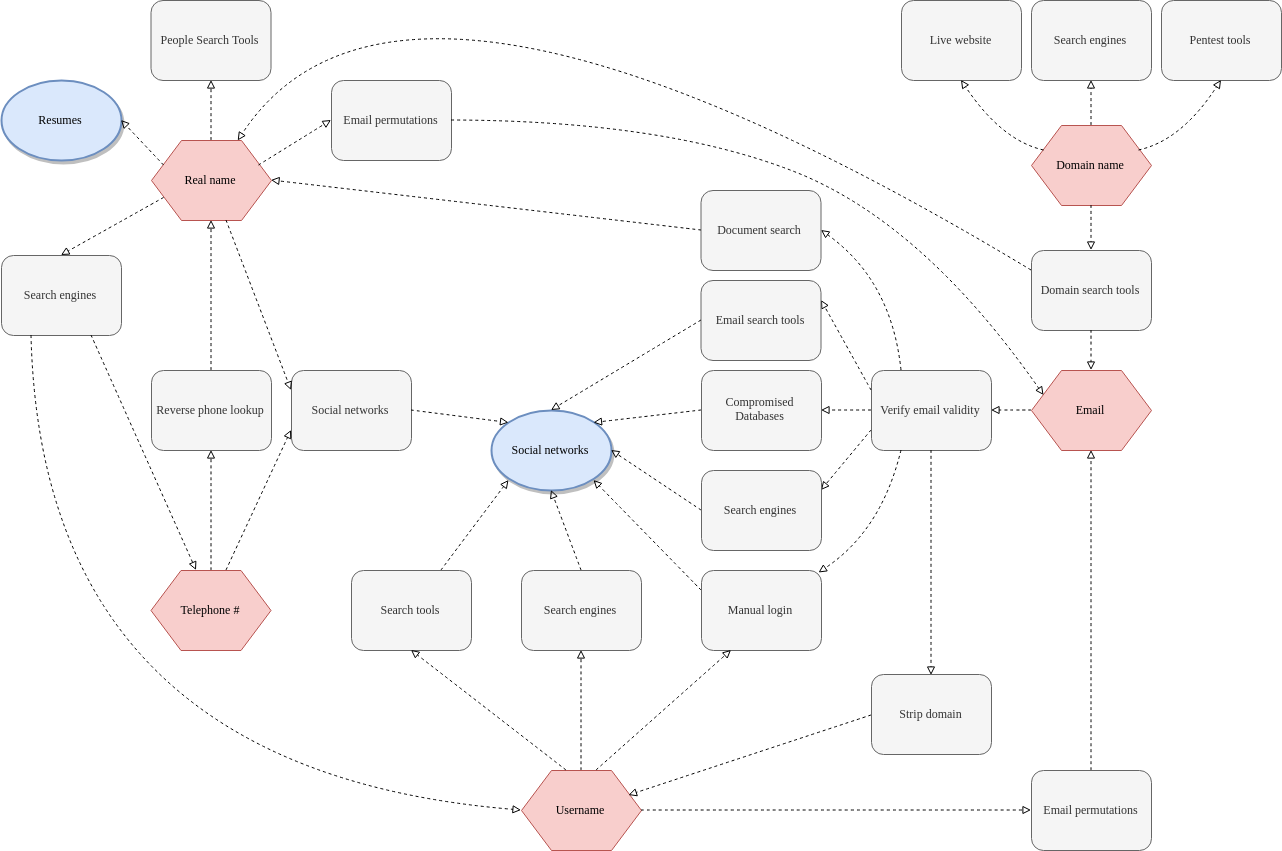 People Search Tools
Live website
Search engines
Pentest tools
Resumes
Email permutations
Real name
Domain name
Document search
Search engines
Domain search tools
Email search tools
Reverse phone lookup
Social networks
Compromised
Databases
Verify email validity
Email
Social networks
Search engines
Telephone #
Search tools
Search engines
Manual login
Strip domain
Username
Email permutations